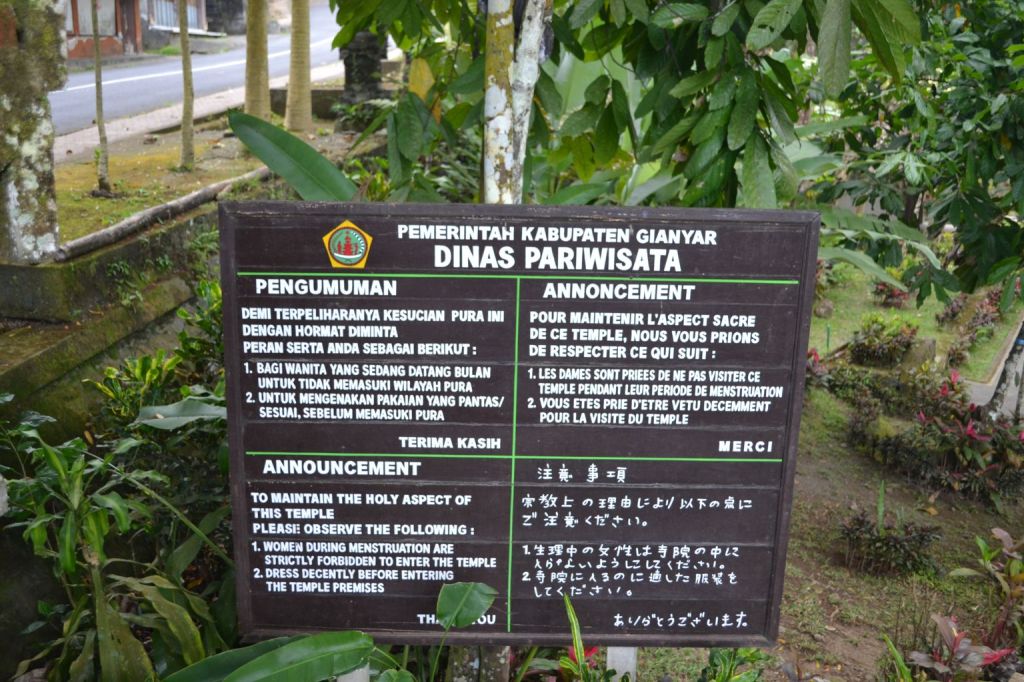 PEMERINTAH KABUPATEN GIANYAR
DINAS PARIWISATA
PENGUMUMAN
DEMI TERPELIHARANYA KESUCIAN PURA INI
DENGAN HORMAT DIMINTA
PERAN SERTA ANDA SEBAGAI BERIKUT :
1. BAGI WANITA YANG SEDANG DATANG BULAN
UNTUK TIDAK MEMASUKI WILAYAH PURA
2. UNTUK MENGENAKAN PAKAIAN YANG PANTAS/
SESUAI, SEBELUM MEMASUKI PURA
TERIMA KASIH
ANNONCEMENT
POUR MAINTENIR L'ASPECT SACRE
DE CE TEMPLE, NOUS VOUS PRIONS
DE RESPECTER CE QUI SUIT :
1. LES DAMES SONT PRIEES DE NE PAS VISITER CE
TEMPLE PENDANT LEUR PERIODE DE MENSTRUATION
2. VOUS ETES PRIE D'ETRE VETU DECEMMENT
POUR LA VISITE DU TEMPLE
MERCI
ANNOUNCEMENT
TO MAINTAIN THE HOLY ASPECT OF
THIS TEMPLE
PLEASE OBSERVE THE FOLLOWING :
1. WOMEN DURING MENSTRUATION ARE
STRICTLY FORBIDDEN TO ENTER THE TEMPLE
2. DRESS DECENTLY BEFORE ENTERING
THE TEMPLE PREMISES
注意事項
宗教上の理由により以下の点に
ご注意ください。
1. 生理中の女性は寺院の中に
入らないようにしてください。
2. 寺院に入るのに適した服装を
してください。
ありがとうございます